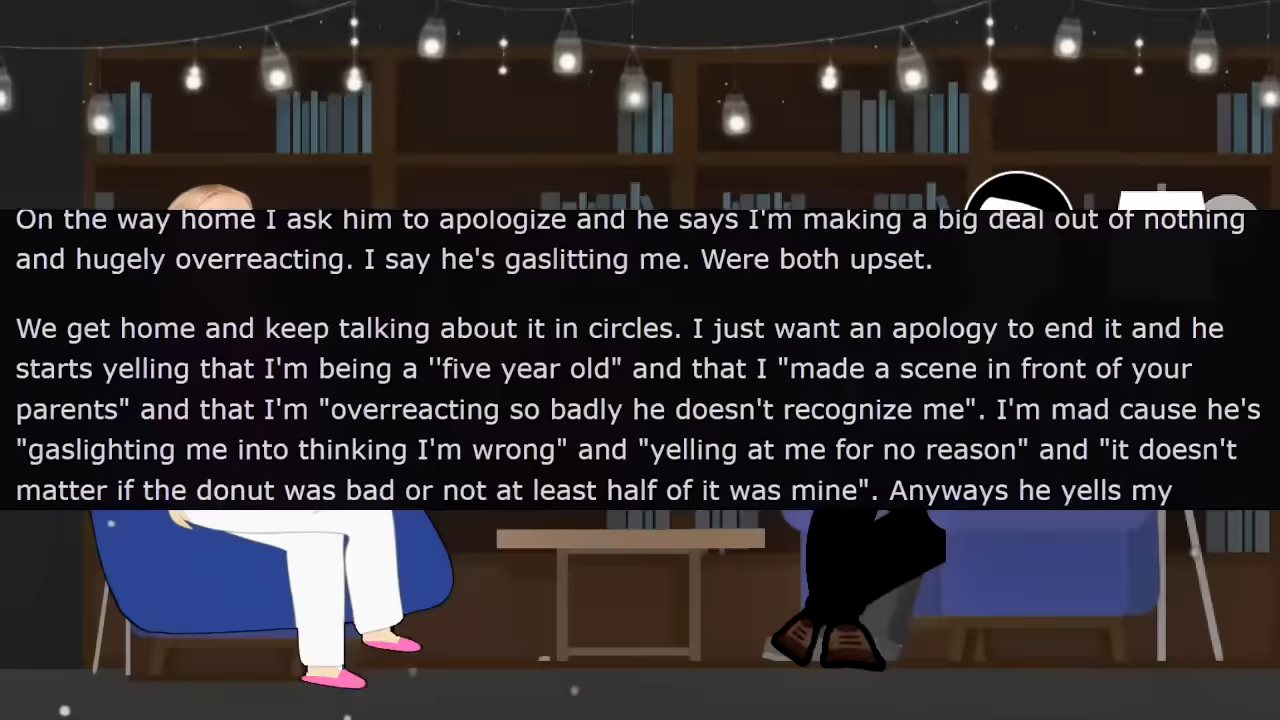 On the way home I ask him to apologize and he says I'm making a big deal out of nothing
and hugely overreacting. I say he's gaslitting me. Were both upset.
We get home and keep talking about it in circles. I just want an apology to end it and he
starts yelling that I'm being a ''five year old" and that I "made a scene in front of your
parents" and that I'm "overreacting so badly he doesn't recognize me". I'm mad cause he's
"gaslighting me into thinking I'm wrong" and "yelling at me for no reason" and "it doesn't
matter if the donut was bad or not at least half of it was mine". Anyways he yells my